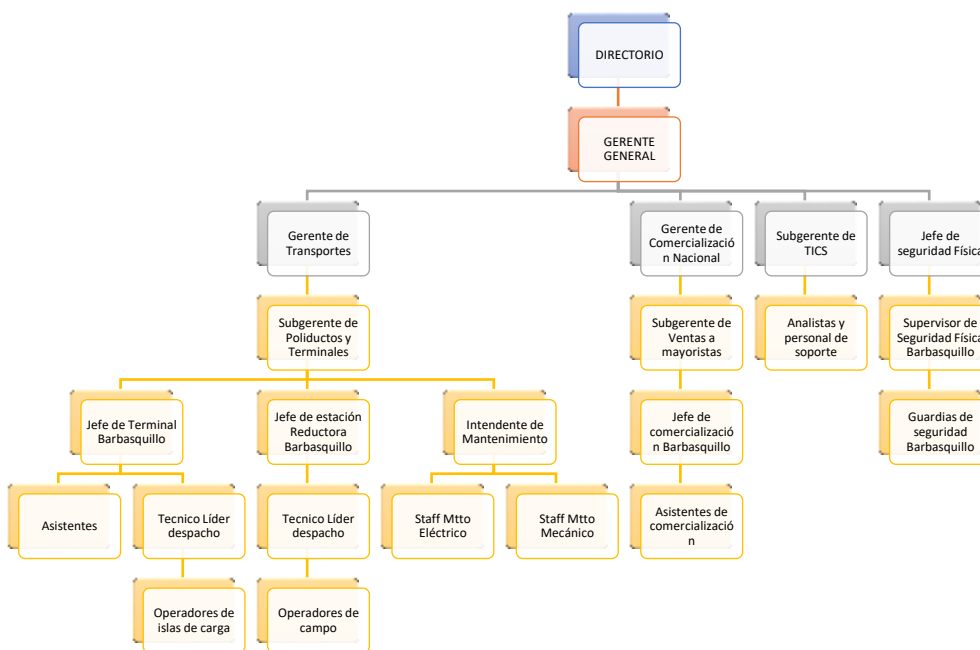 DIRECTORIO
GERENTE
GENERAL
Gerente de
Transportes
Gerente de
Comercializació
n Nacional
Subgerente de
TICS
Jefe de
seguridad Física
Subgerente de
Poliductos y
Terminales
Subgerente de
Ventas a
mayoristas
Analistas y
personal de
soporte
Supervisor de
Seguridad Física
Barbasquillo
Jefe de Terminal
Barbasquillo
Jefe de estación
Reductora
Barbasquillo
Intendente de
Mantenimiento
Jefe de
comercializació
n Barbasquillo
Guardias de
seguridad
Barbasquillo
Asistentes
Tecnico Líder
despacho
Tecnico Líder
despacho
Staff Mtto
Eléctrico
Staff Mtto
Mecánico
Asistentes de
comercializació
n
Operadores de
islas de carga
Operadores de
campo